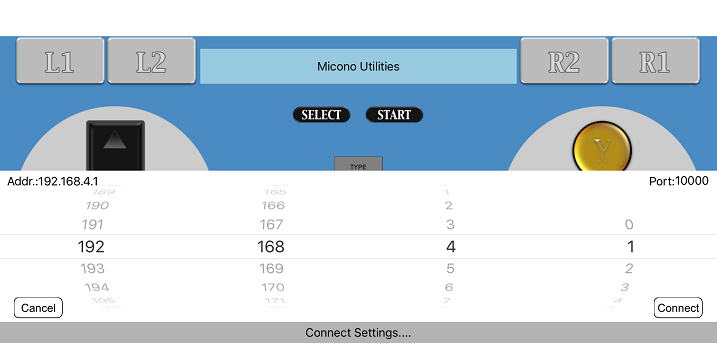 L1 L2 Micono Utilities R2 R1
SELECT START
Y
TYPE
Addr.:192.168.4.1 Port:10000
189 165 1
190 166 2
191 167 3 0
192 168 4 1
193 169 5 2
194 170 6 3
195 171 7 4
Cancel Connect
Connect Settings....